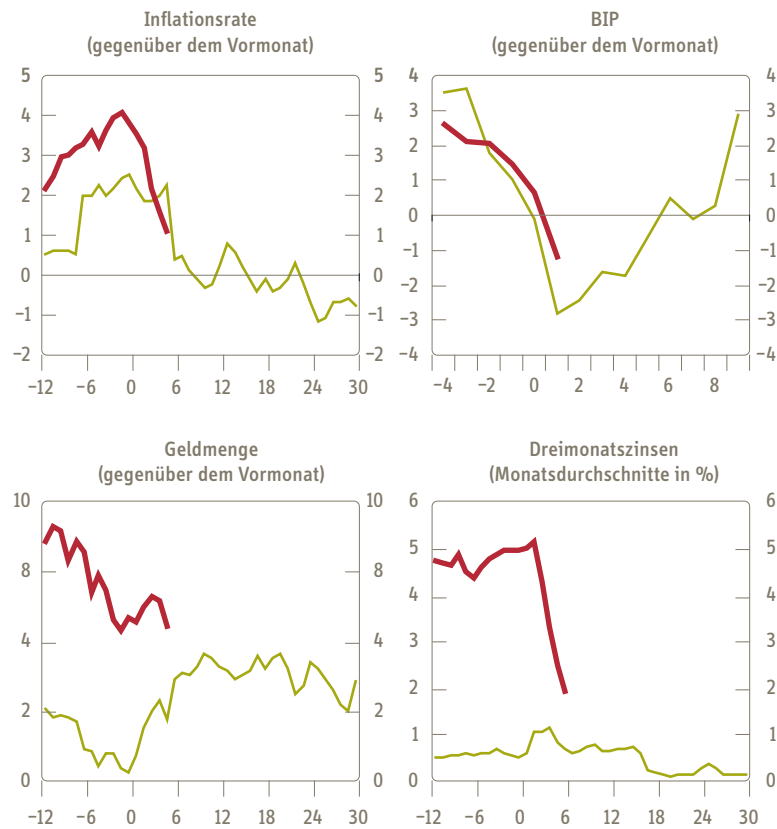 Inflationsrate
(gegenüber dem Vormonat)
5 5
4 4
3 3
2 2
1 1
0 0
−1 −1
−2 −2
−12 −6 0 6 12 18 24 30
BIP
(gegenüber dem Vormonat)
4 4
3 3
2 2
1 1
0 0
−1 −1
−2 −2
−3 −3
−4 −4
−4 −2 0 2 4 6 8
Geldmenge
(gegenüber dem Vormonat)
10 10
8 8
4 4
2 2
0 0
−12 −6 0 6 12 18 24 30
Dreimonatszinsen
(Monatsdurchschnitte in %)
6 6
5 5
4 4
3 3
2 2
1 1
0 0
−12 −6 0 6 12 18 24 30